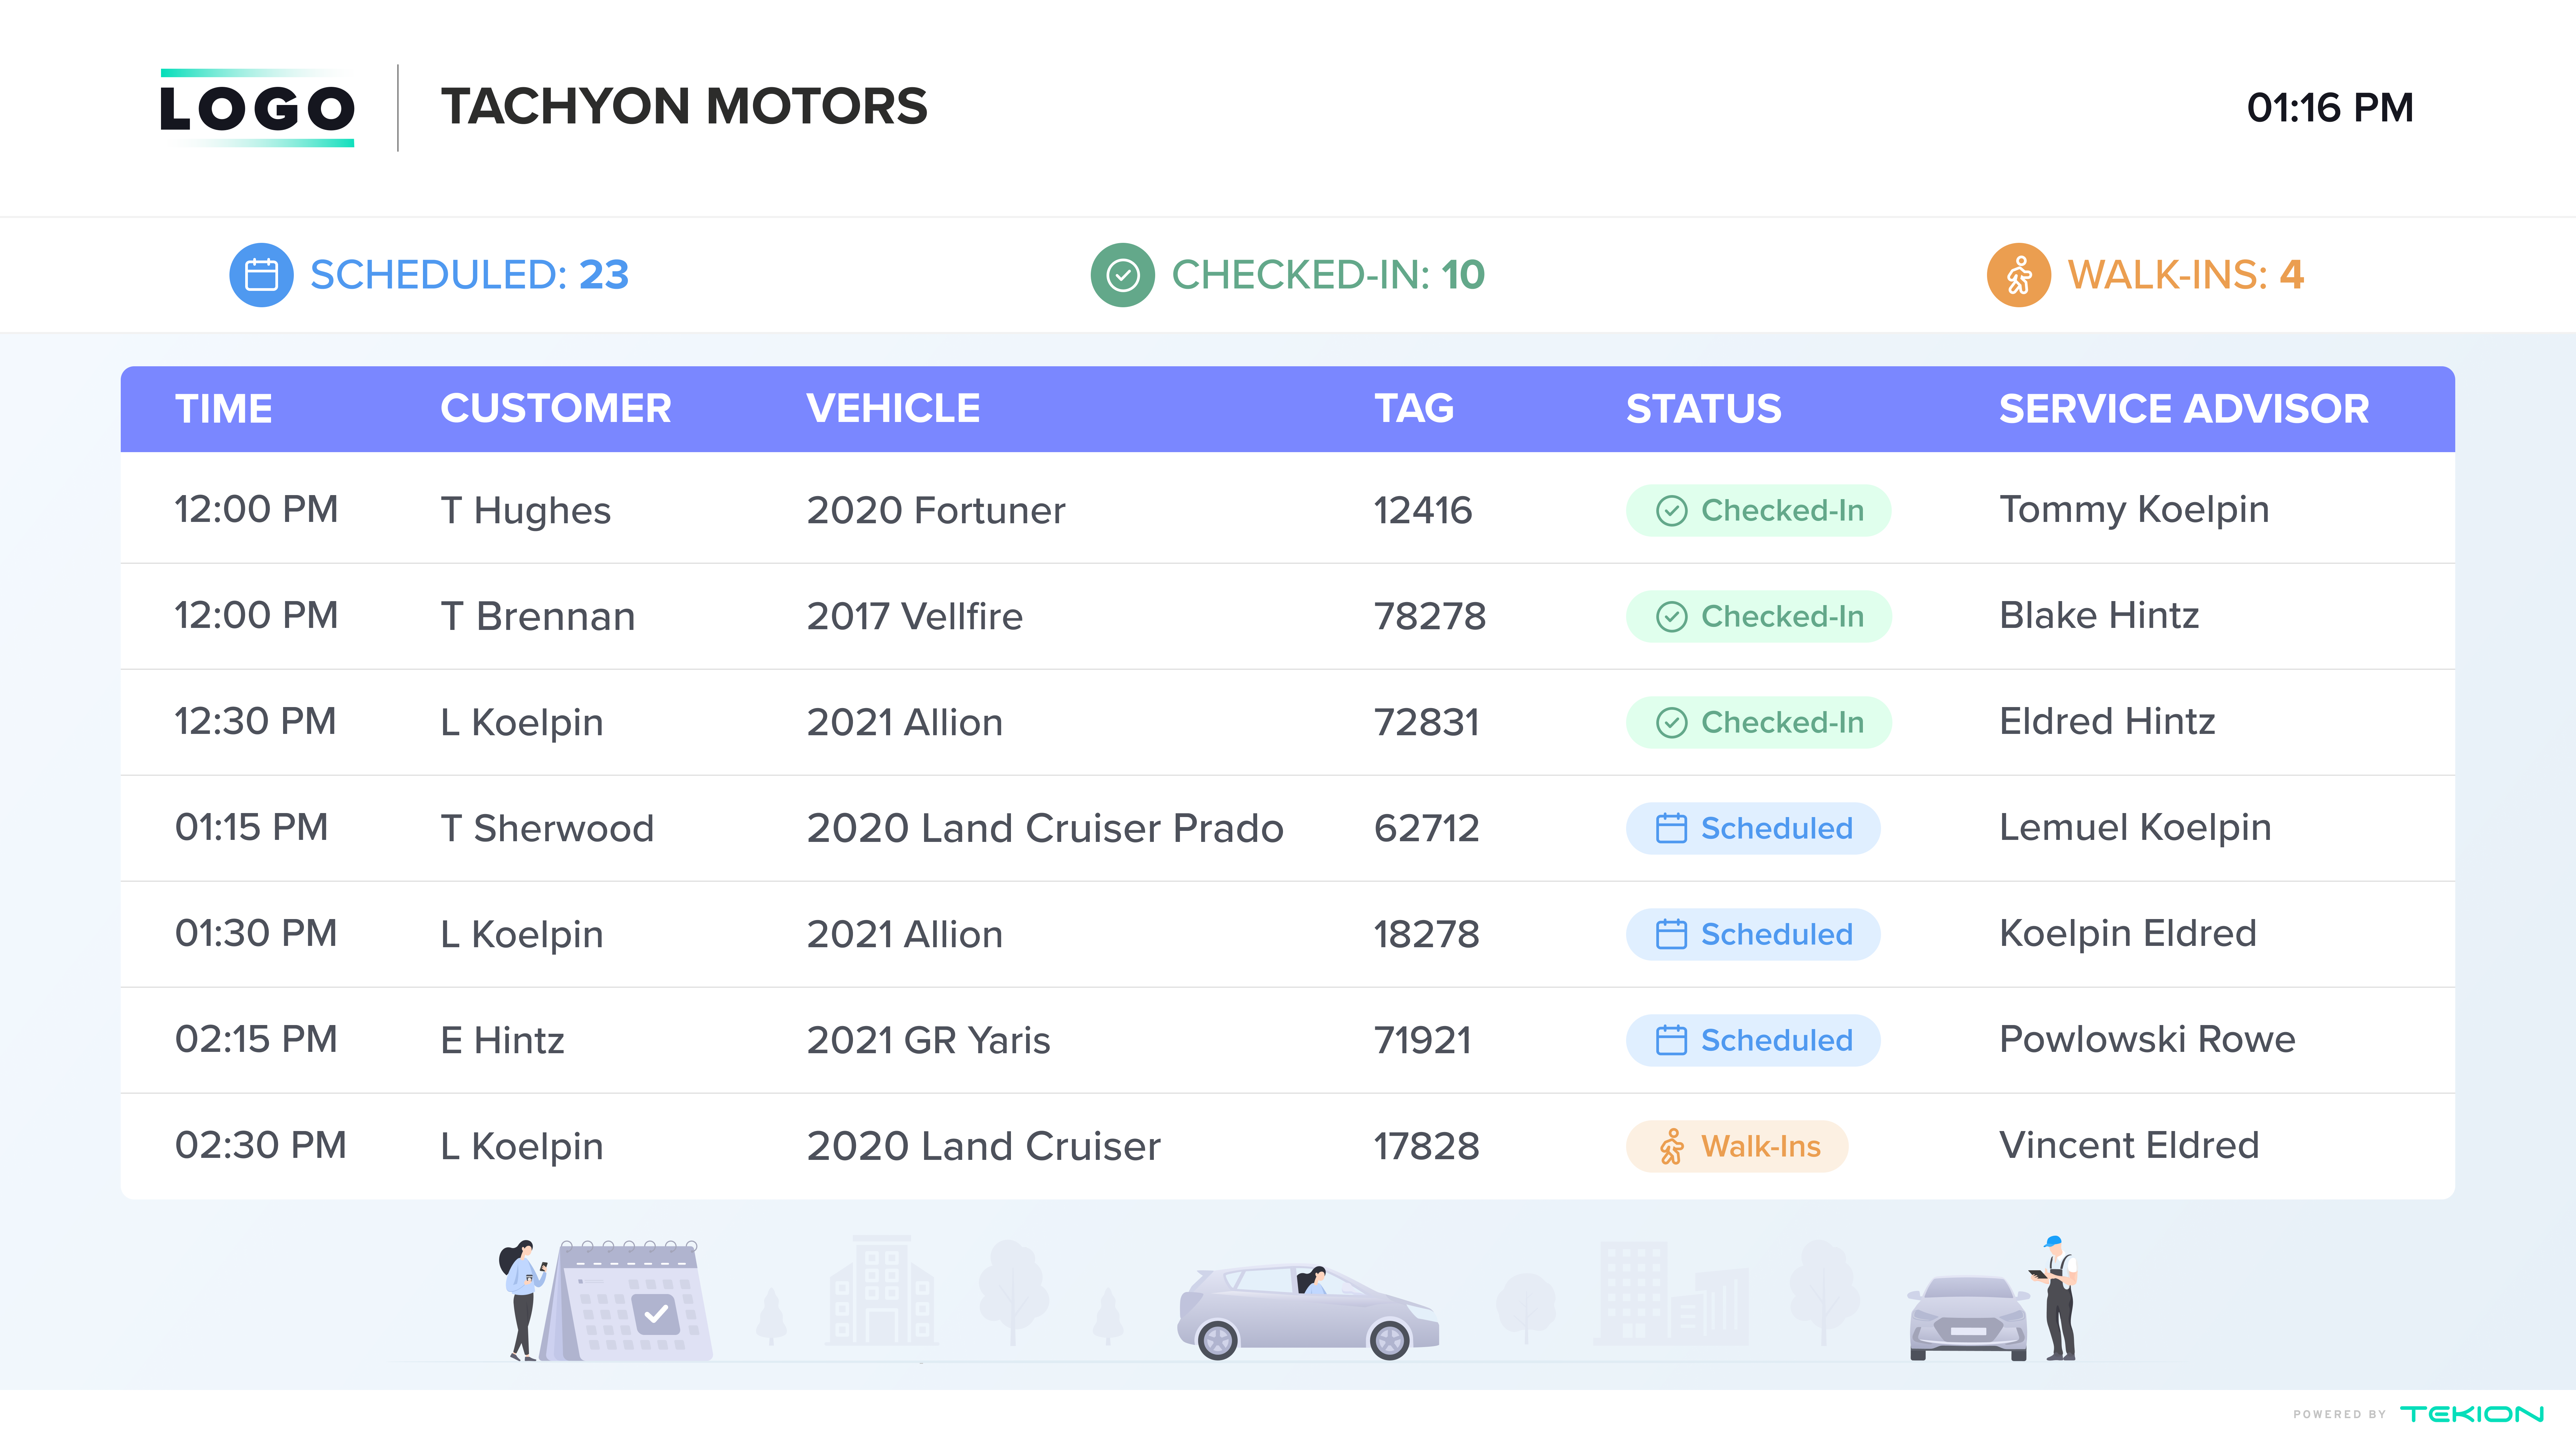 LOGO
TACHYON MOTORS
01:16 PM
SCHEDULED: 23
CHECKED-IN: 10
WALK-INS: 4
TIME CUSTOMER VEHICLE TAG STATUS SERVICE ADVISOR
12:00 PM T Hughes 2020 Fortuner 12416 Checked-In Tommy Koelpin
12:00 PM T Brennan 2017 Vellfire 78278 Checked-In Blake Hintz
12:30 PM L Koelpin 2021 Allion 72831 Checked-In Eldred Hintz
01:15 PM T Sherwood 2020 Land Cruiser Prado 62712 Scheduled Lemuel Koelpin
01:30 PM L Koelpin 2021 Allion 18278 Scheduled Koelpin Eldred
02:15 PM E Hintz 2021 GR Yaris 71921 Scheduled Powlowski Rowe
02:30 PM L Koelpin 2020 Land Cruiser 17828 Walk-Ins Vincent Eldred
POWERED BY TEKION